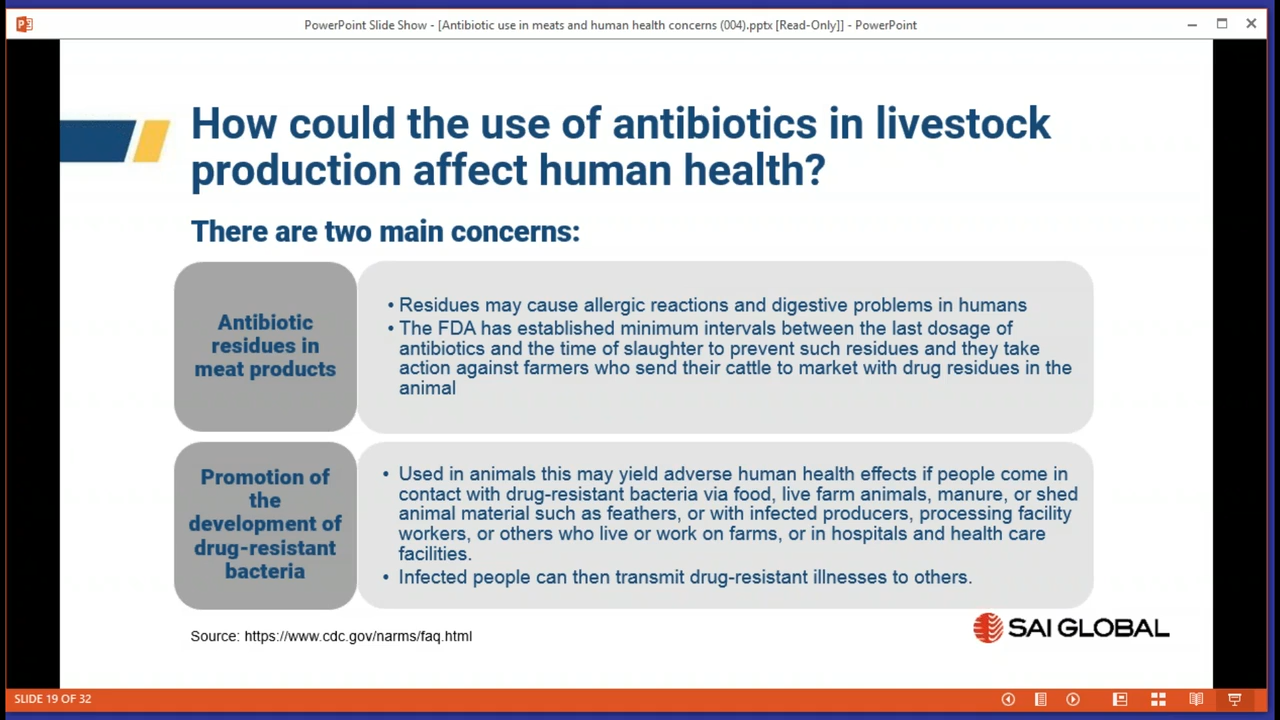 PowerPoint Slide Show - [Antibiotic use in meats and human health concerns (004).pptx [Read-Only]] - PowerPoint
How could the use of antibiotics in livestock
production affect human health?
There are two main concerns:
Antibiotic
residues in
meat products
• Residues may cause allergic reactions and digestive problems in humans
• The FDA has established minimum intervals between the last dosage of
antibiotics and the time of slaughter to prevent such residues and they take
action against farmers who send their cattle to market with drug residues in the
animal
Promotion of
the
development of
drug-resistant
bacteria
• Used in animals this may yield adverse human health effects if people come in
contact with drug-resistant bacteria via food, live farm animals, manure, or shed
animal material such as feathers, or with infected producers, processing facility
workers, or others who live or work on farms, or in hospitals and health care
facilities.
• Infected people can then transmit drug-resistant illnesses to others.
Source: https://www.cdc.gov/narms/faq.html
SAI GLOBAL
SLIDE 19 OF 32